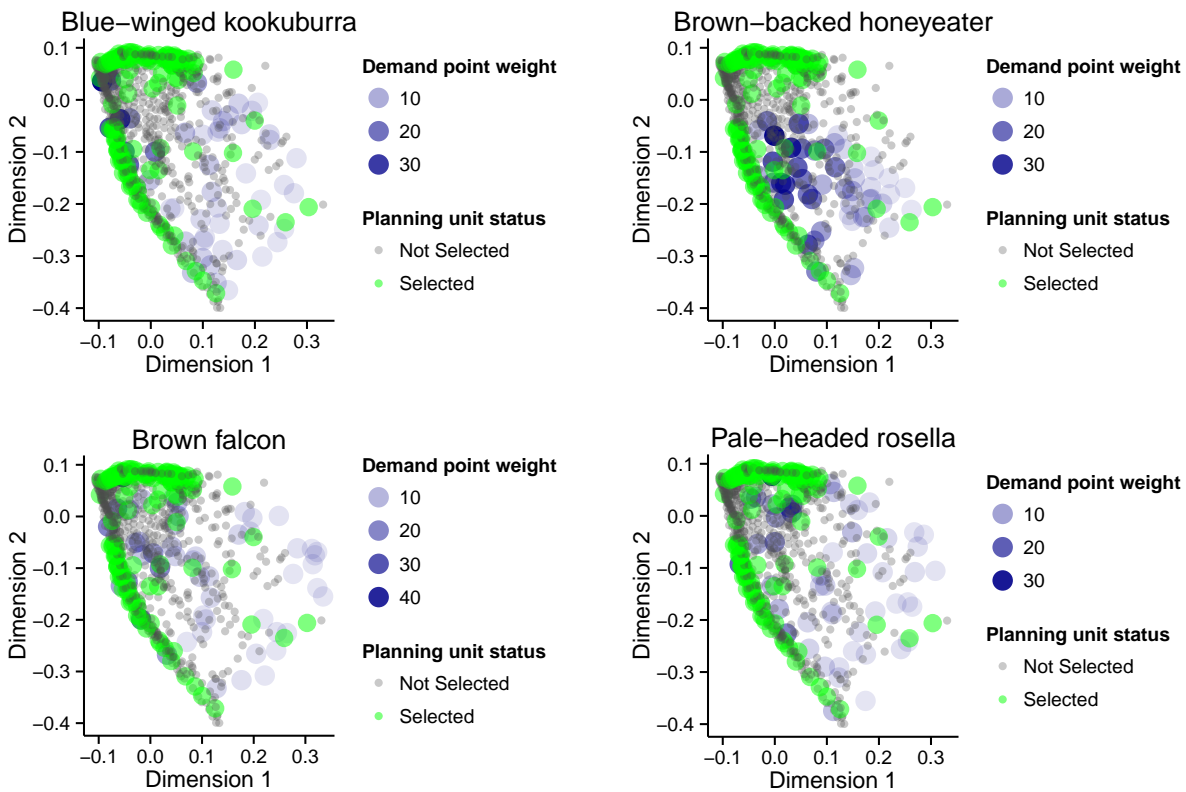 Blue−winged kookuburra
Dimension 2
0.1
0.0
−0.1
−0.2
−0.3
−0.4
−0.1 0.0 0.1 0.2 0.3
Dimension 1
Demand point weight
10
20
30
Planning unit status
Not Selected
Selected
Brown−backed honeyeater
Dimension 2
0.1
0.0
−0.1
−0.2
−0.3
−0.4
−0.1 0.0 0.1 0.2 0.3
Dimension 1
Demand point weight
10
20
30
Planning unit status
Not Selected
Selected
Brown falcon
Dimension 2
0.1
0.0
−0.1
−0.2
−0.3
−0.4
−0.1 0.0 0.1 0.2 0.3
Dimension 1
Demand point weight
10
20
30
40
Planning unit status
Not Selected
Selected
Pale−headed rosella
Dimension 2
0.1
0.0
−0.1
−0.2
−0.3
−0.4
−0.1 0.0 0.1 0.2 0.3
Dimension 1
Demand point weight
10
20
30
Planning unit status
Not Selected
Selected